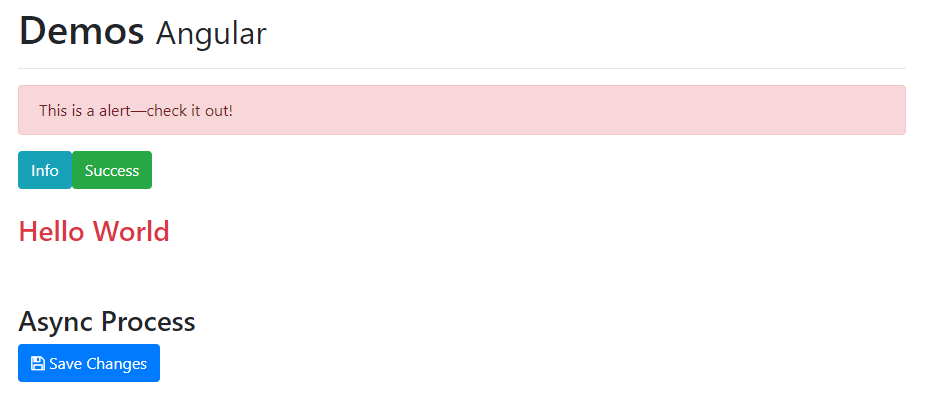 Demos Angular
This is a alert—check it out!
Info Success
Hello World
Async Process
Save Changes